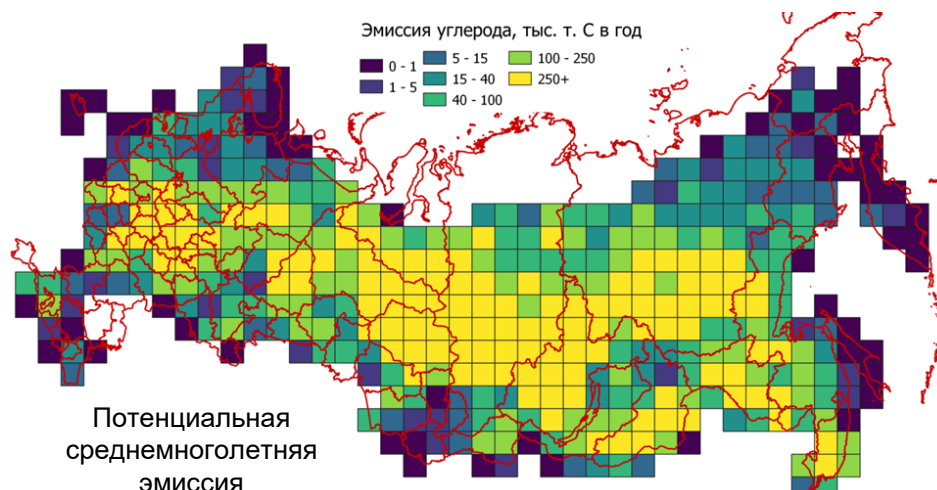 Эмиссия углерода, тыс. т. С в год
0 - 1
1 - 5
5 - 15
15 - 40
40 - 100
100 - 250
250+
Потенциальная
среднемноголетняя
эмиссия